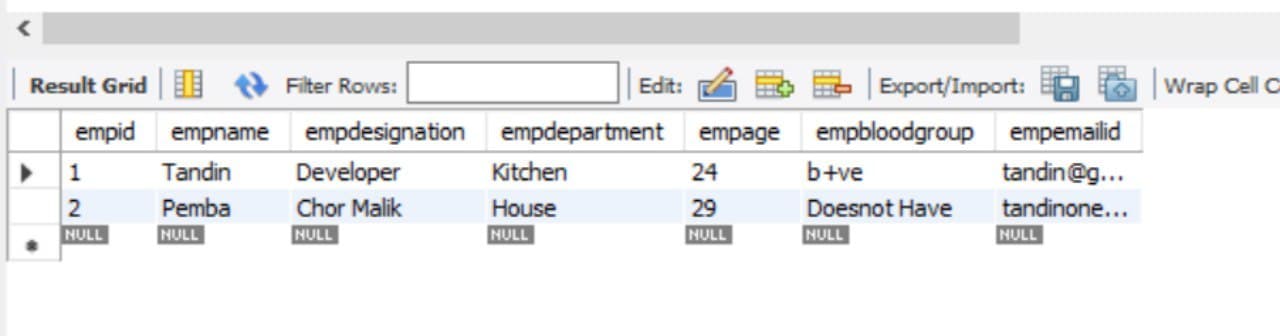 Result Grid Filter Rows: Edit: Export/Import: Wrap Cell C
empid empname empdesignation empdepartment empage empbloodgroup empemailid
1 Tandin Developer Kitchen 24 b+ve tandin@g...
2 Pemba Chor Malik House 29 Doesnot Have tandinone...
NULL NULL NULL NULL NULL NULL NULL